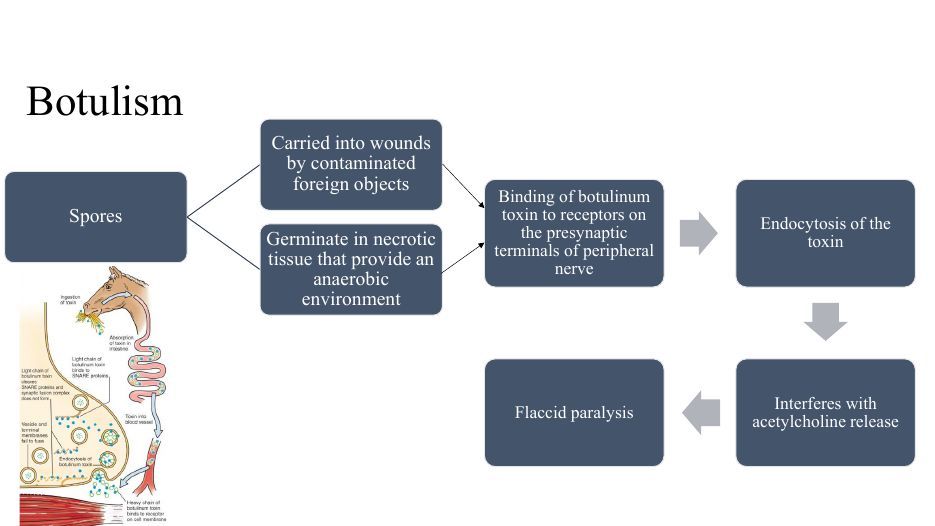 Botulism
Spores
Carried into wounds
by contaminated
foreign objects
Germinate in necrotic
tissue that provide an
anaerobic
environment
Binding of botulinum
toxin to receptors on
the presynaptic
terminals of peripheral
nerve
Endocytosis of the
toxin
Interferes with
acetylcholine release
Flaccid paralysis
Ingestion
of toxin
Absorption
of toxin in
intestine
Light chain of
botulinum toxin
binds to
SNARE proteins
Light chain of
botulinum toxin
cleaves
SNARE proteins and
synaptic fusion complex
does not form
Toxin into
blood vessel
Vesicle and
terminal
membranes
fail to fuse
Endocytosis of
botulinum toxin
Heavy chain of
botulinum toxin
binds to receptor
on cell membrane